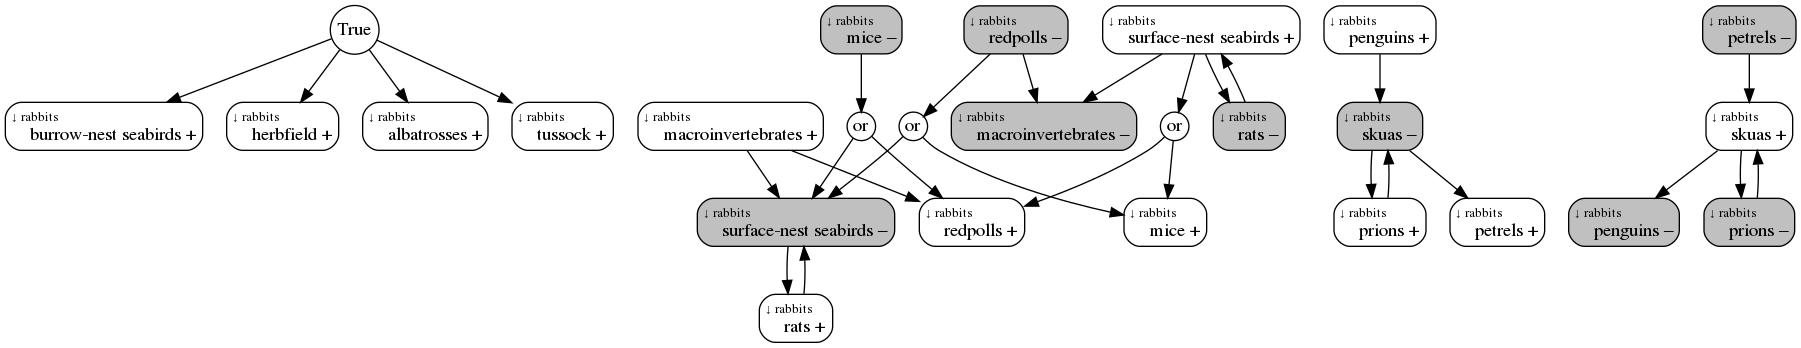 True
↓ rabbits
mice –
↓ rabbits
redpolls –
↓ rabbits
surface-nest seabirds +
↓ rabbits
penguins +
↓ rabbits
petrels –
↓ rabbits
burrow-nest seabirds +
↓ rabbits
herbfield +
↓ rabbits
albatrosses +
↓ rabbits
tussock +
↓ rabbits
macroinvertebrates +
or
or
↓ rabbits
macroinvertebrates –
or
↓ rabbits
rats –
↓ rabbits
skuas –
↓ rabbits
skuas +
↓ rabbits
surface-nest seabirds –
↓ rabbits
redpolls +
↓ rabbits
mice +
↓ rabbits
prions +
↓ rabbits
petrels +
↓ rabbits
penguins –
↓ rabbits
prions –
↓ rabbits
rats +